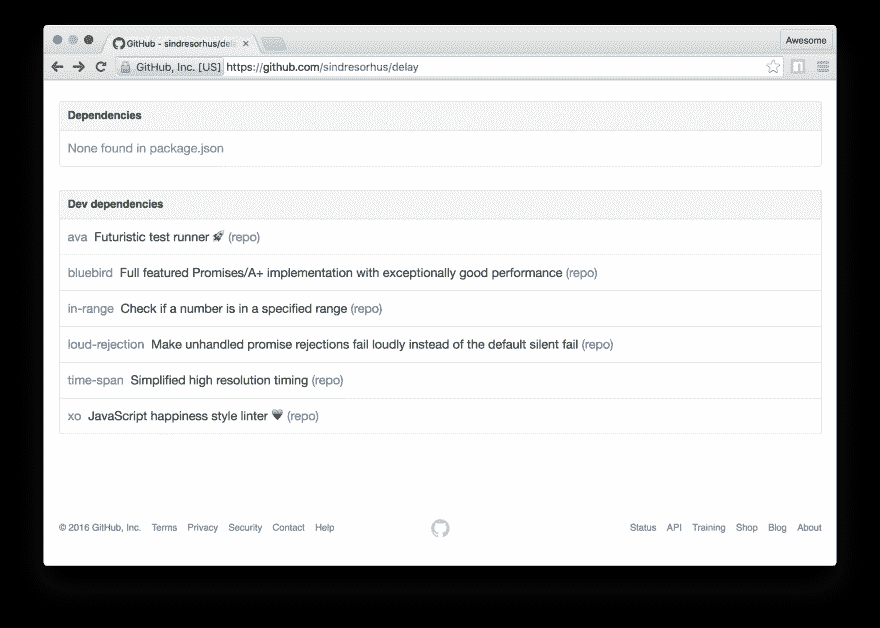 GitHub - sindresorhus/dela
Awesome
GitHub, Inc. [US] https://github.com/sindresorhus/delay
Dependencies
None found in package.json
Dev dependencies
ava Futuristic test runner 🚀 (repo)
bluebird Full featured Promises/A+ implementation with exceptionally good performance (repo)
in-range Check if a number is in a specified range (repo)
loud-rejection Make unhandled promise rejections fail loudly instead of the default silent fail (repo)
time-span Simplified high resolution timing (repo)
xo JavaScript happiness style linter ❤ (repo)
© 2016 GitHub, Inc. Terms Privacy Security Contact Help Status API Training Shop Blog About